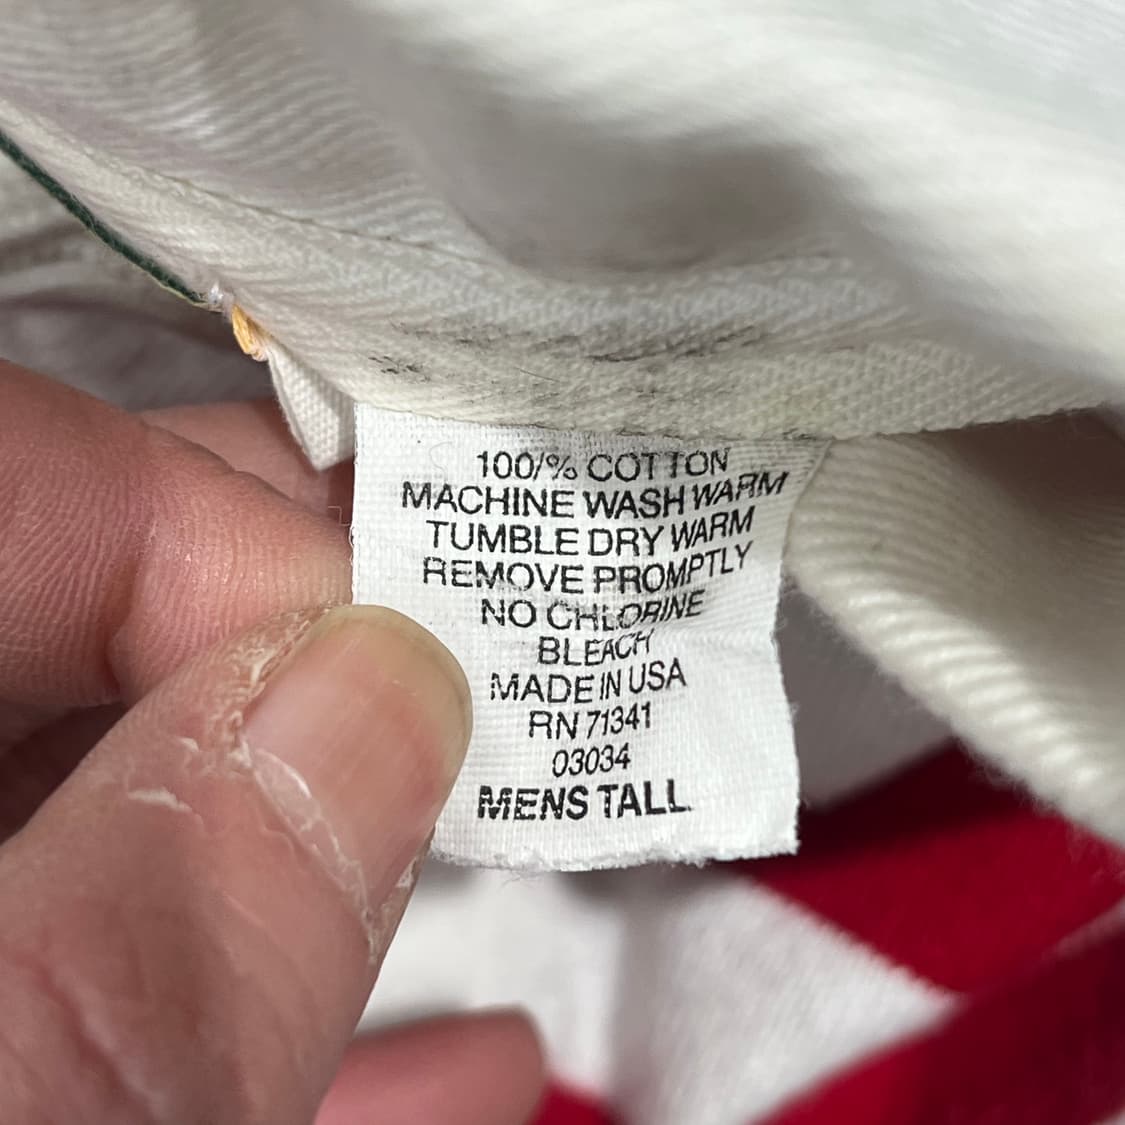 100/% COTTON
MACHINE WASH WARM
TUMBLE DRY WARM
REMOVE PROMPTLY
NO CHLORINE
BLEACH
MADE IN USA
RN 71341
03034
MENS TALL